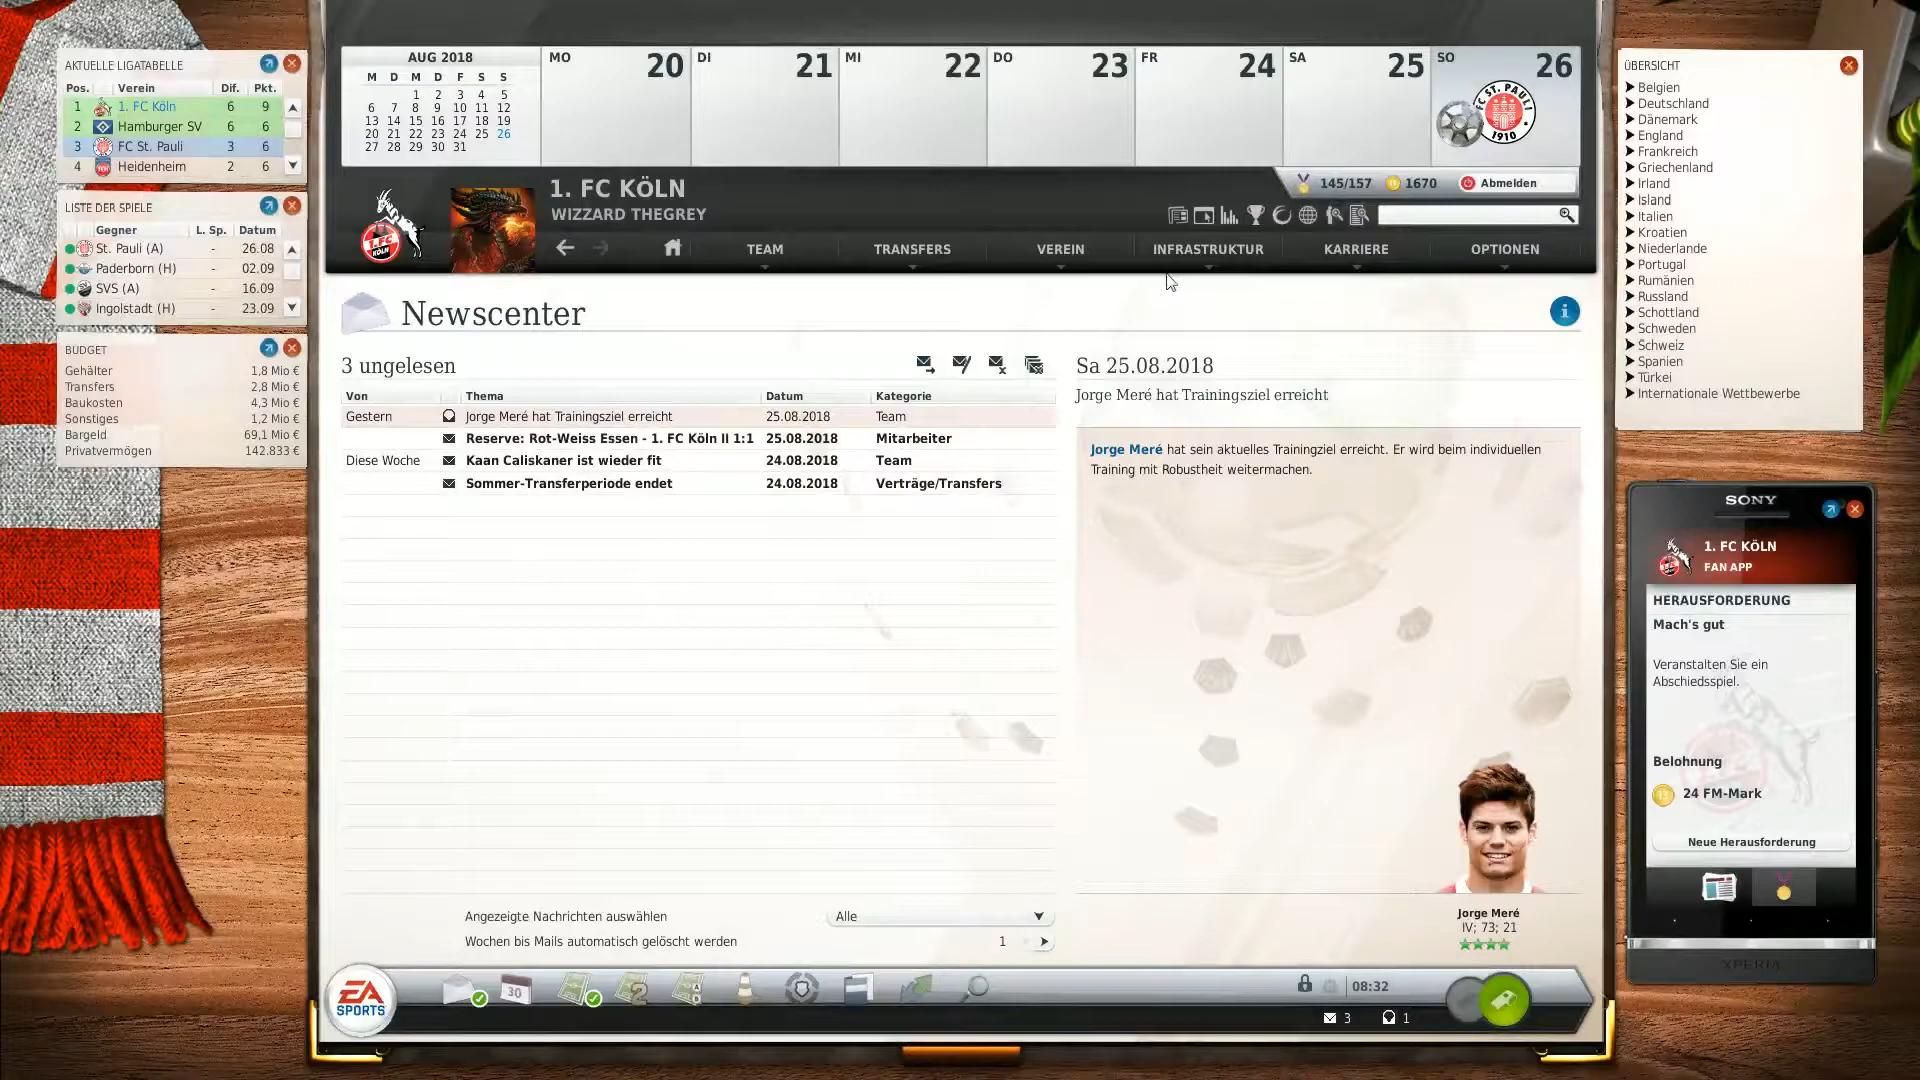 AKTUELLE LIGATABELLE
Pos. Verein Dif. Pkt.
1 1. FC Köln 6 9
2 Hamburger SV 6 6
3 FC St. Pauli 3 6
4 Heidenheim 2 6
LISTE DER SPIELE
Gegner L. Sp. Datum
St. Pauli (A) - 26.08
Paderborn (H) - 02.09
SVS (A) - 16.09
Ingolstadt (H) - 23.09
BUDGET
Gehälter 1,8 Mio €
Transfers 2,8 Mio €
Baukosten 4,3 Mio €
Sonstiges 1,2 Mio €
Bargeld 69,1 Mio €
Privatvermögen 142.833 €
AUG 2018
M D M D F S S
1 2 3 4 5
6 7 8 9 10 11 12
13 14 15 16 17 18 19
20 21 22 23 24 25 26
27 28 29 30 31
MO 20
DI 21
MI 22
DO 23
FR 24
SA 25
SO 26
FC ST. PAULI
1910
1. FC KÖLN
WIZZARD THEGREY
145/157 1670 Abmelden
TEAM TRANSFERS VEREIN INFRASTRUKTUR KARRIERE OPTIONEN
Newscenter
3 ungelesen
Von Thema Datum Kategorie
Gestern Jorge Meré hat Trainingsziel erreicht 25.08.2018 Team
Reserve: Rot-Weiss Essen - 1. FC Köln II 1:1 25.08.2018 Mitarbeiter
Diese Woche Kaan Caliskaner ist wieder fit 24.08.2018 Team
Sommer-Transferperiode endet 24.08.2018 Verträge/Transfers
Angezeigte Nachrichten auswählen Alle
Wochen bis Mails automatisch gelöscht werden 1
Sa 25.08.2018
Jorge Meré hat Trainingsziel erreicht
Jorge Meré hat sein aktuelles Trainingziel erreicht. Er wird beim individuellen
Training mit Robustheit weitermachen.
Jorge Meré
IV; 73; 21
EA
SPORTS
30
2
08:32
3 1
ÜBERSICHT
Belgien
Deutschland
Dänemark
England
Frankreich
Griechenland
Irland
Island
Italien
Kroatien
Niederlande
Portugal
Rumänien
Russland
Schottland
Schweden
Schweiz
Spanien
Türkei
Internationale Wettbewerbe
SONY
1. FC KÖLN
FAN APP
HERAUSFORDERUNG
Mach's gut
Veranstalten Sie ein
Abschiedsspiel.
Belohnung
24 FM-Mark
Neue Herausforderung
XPERIA